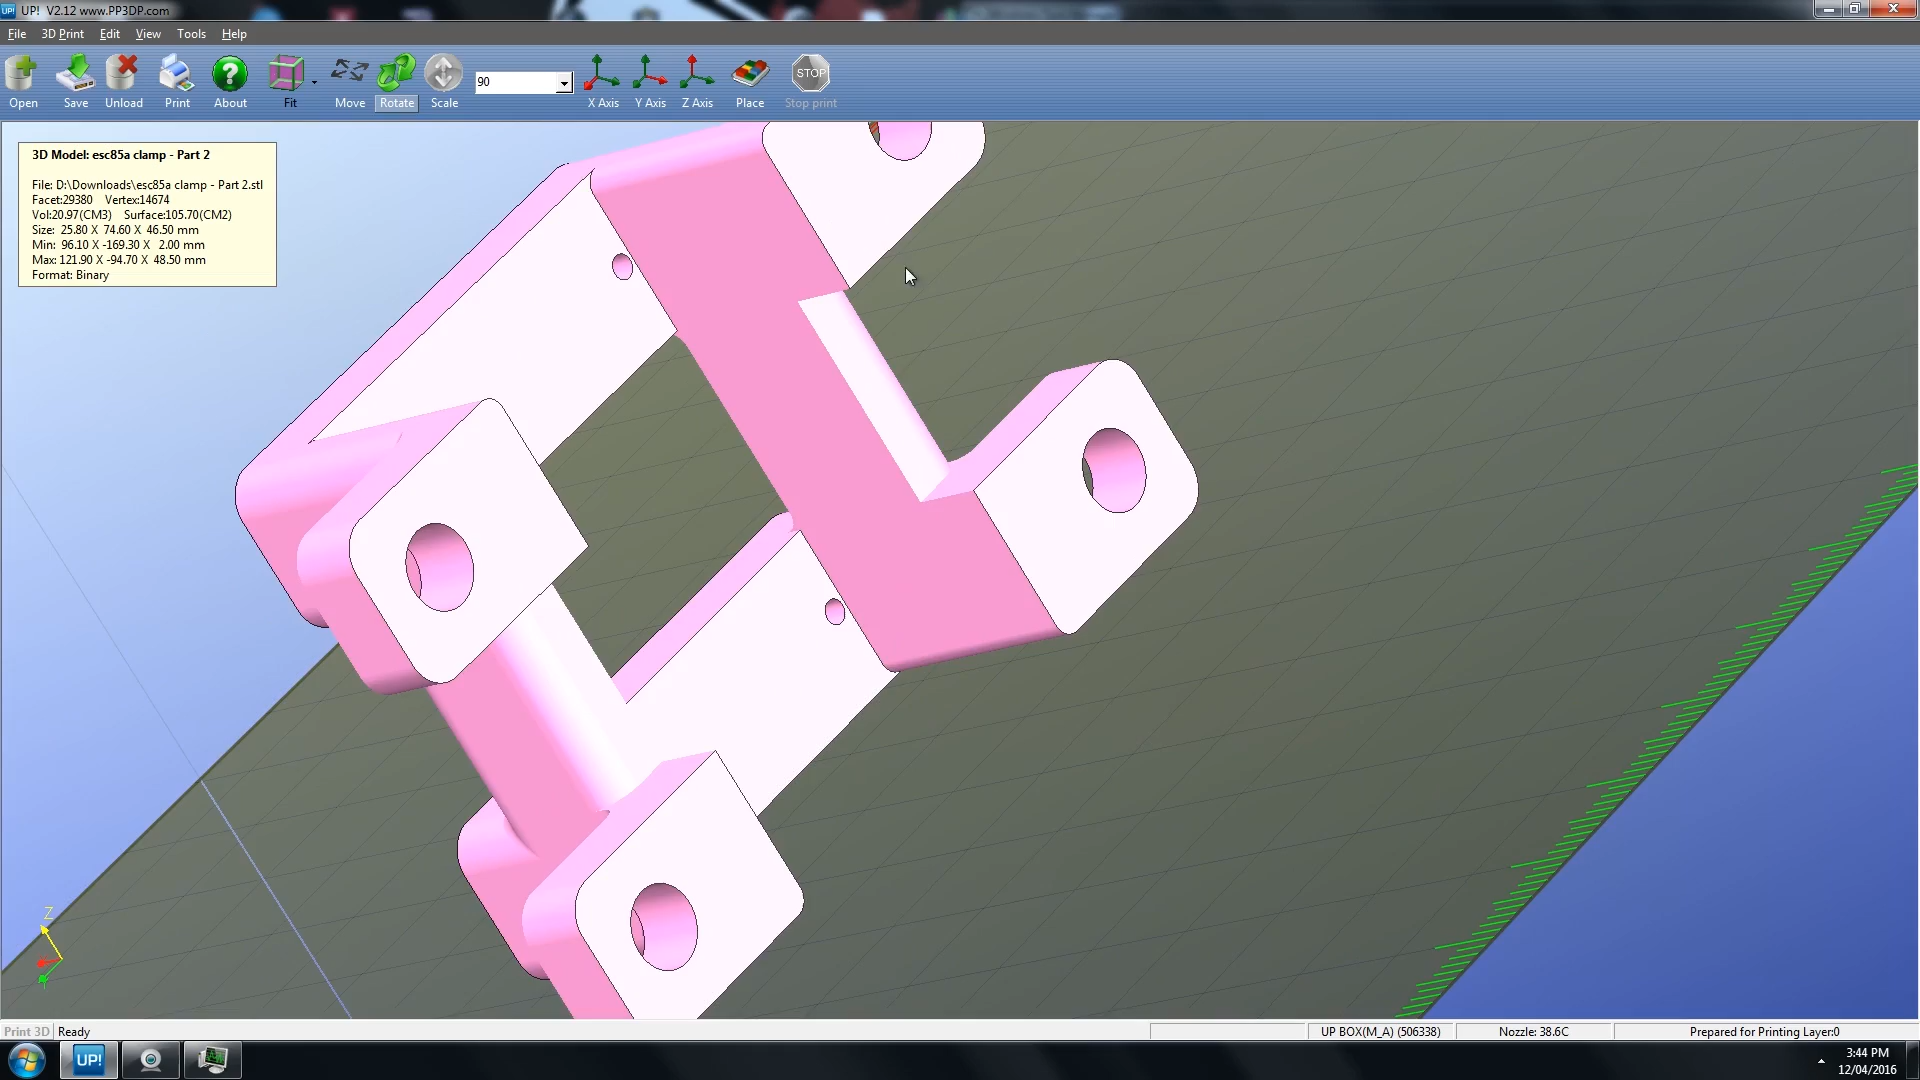 UP! UP! V2.12 www.PP3DP.com
File 3D Print Edit View Tools Help
90
STOP
Open Save Unload Print About Fit Move Rotate Scale X Axis Y Axis Z Axis Place Stop print
3D Model: esc85a clamp - Part 2
File: D:\Downloads\esc85a clamp - Part 2.stl
Facet:29380 Vertex:14674
Vol:20.97(CM3) Surface:105.70(CM2)
Size: 25.80 X 74.60 X 46.50 mm
Min: 96.10 X -169.30 X 2.00 mm
Max: 121.90 X -94.70 X 48.50 mm
Format: Binary
Z
Print 3D Ready UP BOX(M_A) (506338) Nozzle: 38.6C Prepared for Printing Layer:0
UP! 3:44 PM
12/04/2016